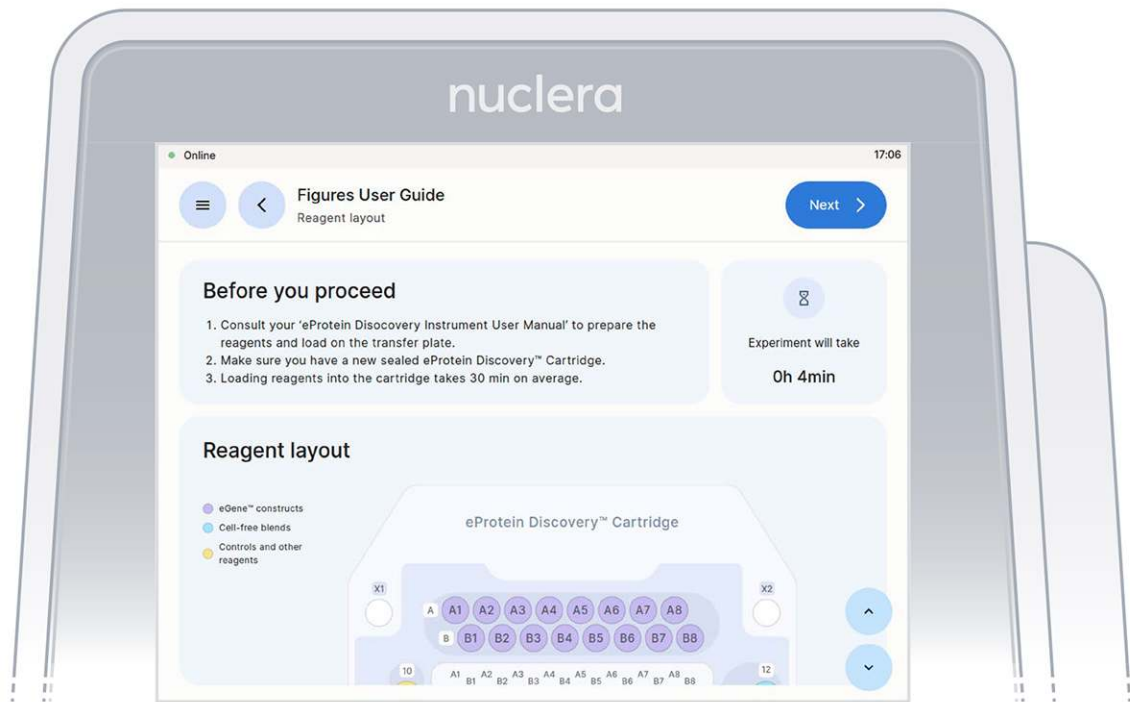 nuclera
Online
17:06
Figures User Guide
Reagent layout
Next
Before you proceed
1. Consult your ‘eProtein Disocovery Instrument User Manual’ to prepare the
reagents and load on the transfer plate.
2. Make sure you have a new sealed eProtein Discovery™ Cartridge.
3. Loading reagents into the cartridge takes 30 min on average.
Experiment will take
0h 4min
Reagent layout
eGene™ constructs
Cell-free blends
Controls and other
reagents
eProtein Discovery™ Cartridge
X1
X2
A A1 A2 A3 A4 A5 A6 A7 A8
B B1 B2 B3 B4 B5 B6 B7 B8
10
A1 B1 A2 B2 A3 B3 A4 B4 A5 B5 A6 B6 A7 B7 A8 B8
12